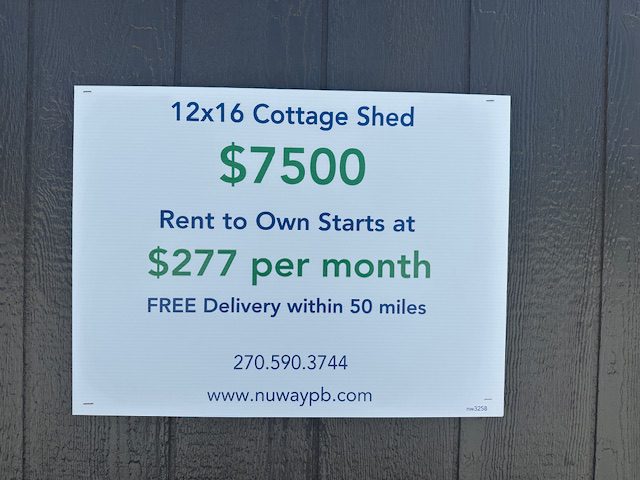 12x16 Cottage Shed
$7500
Rent to Own Starts at
$277 per month
FREE Delivery within 50 miles
270.590.3744
www.nuwaypb.com
nw3258